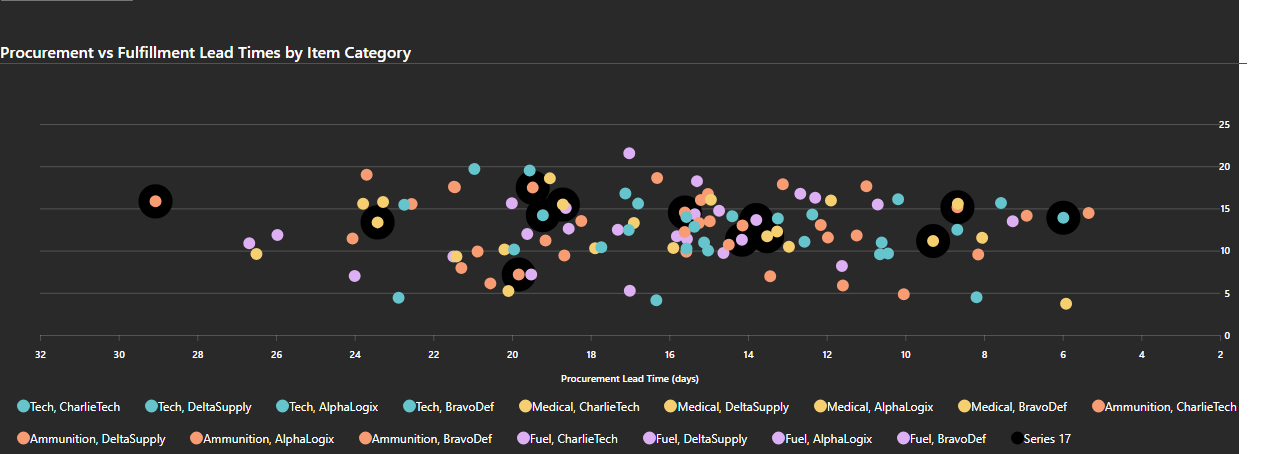 Procurement vs Fulfillment Lead Times by Item Category
25
20
15
10
5
0
32 30 28 26 24 22 20 18 16 14 12 10 8 6 4 2
Procurement Lead Time (days)
Tech, CharlieTech Tech, DeltaSupply Tech, AlphaLogix Tech, BravoDef Medical, CharlieTech Medical, DeltaSupply Medical, AlphaLogix Medical, BravoDef Ammunition, CharlieTech
Ammunition, DeltaSupply Ammunition, AlphaLogix Ammunition, BravoDef Fuel, CharlieTech Fuel, DeltaSupply Fuel, AlphaLogix Fuel, BravoDef Series 17